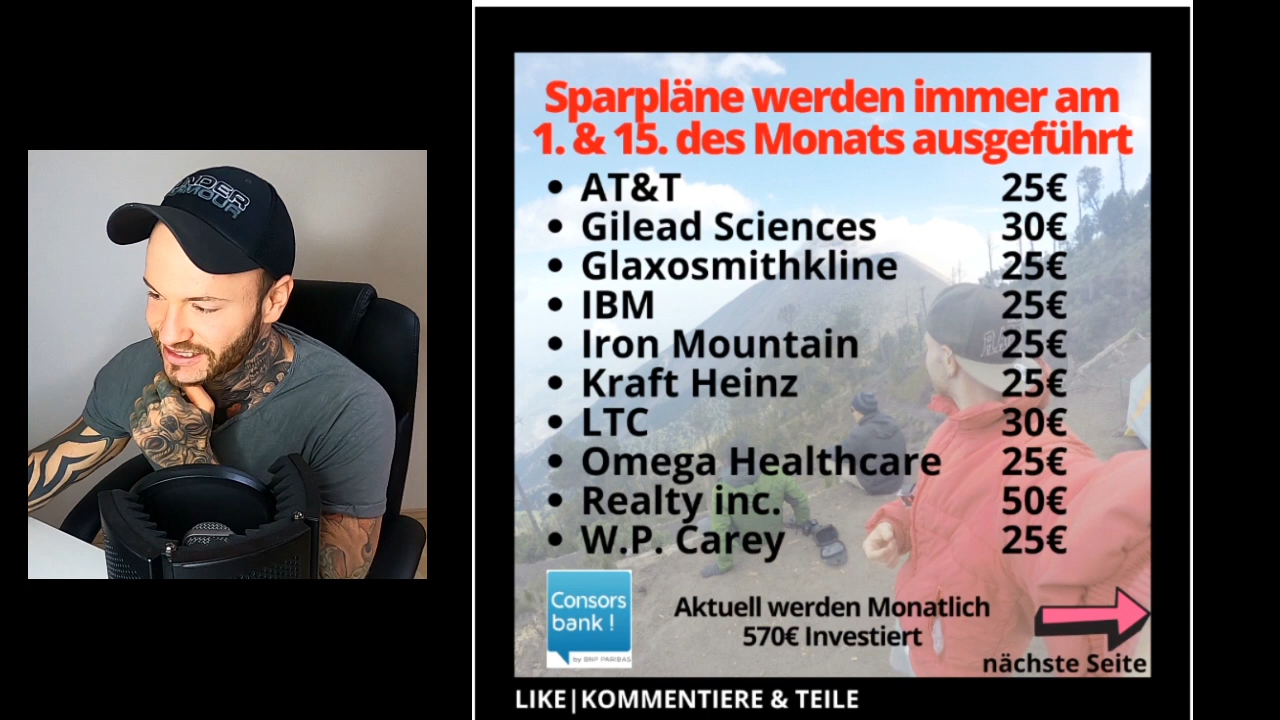 UNDER
ARMOUR
Sparpläne werden immer am
1. & 15. des Monats ausgeführt
• AT&T 25€
• Gilead Sciences 30€
• Glaxosmithkline 25€
• IBM 25€
• Iron Mountain 25€
• Kraft Heinz 25€
• LTC 30€
• Omega Healthcare 25€
• Realty inc. 50€
• W.P. Carey 25€
Consors
bank !
by BNP PARIBAS
Aktuell werden Monatlich
570€ Investiert
nächste Seite
LIKE|KOMMENTIERE & TEILE